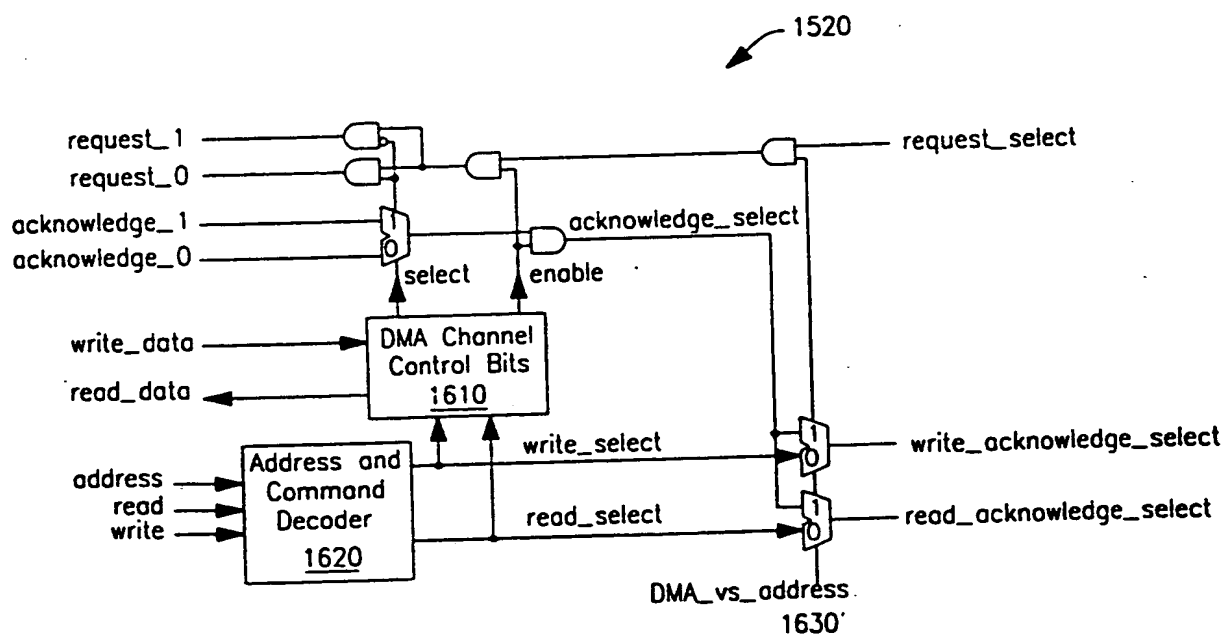 1520
request_1
request_select
request_0
acknowledge_1
acknowledge_select
acknowledge_0
1
0
select
enable
write_data
DMA Channel
Control Bits
1610
read_data
write_select
1
0
write_acknowledge_select
address
read
write
Address and
Command
Decoder
1620
read_select
1
0
read_acknowledge_select
DMA_vs_address
1630'